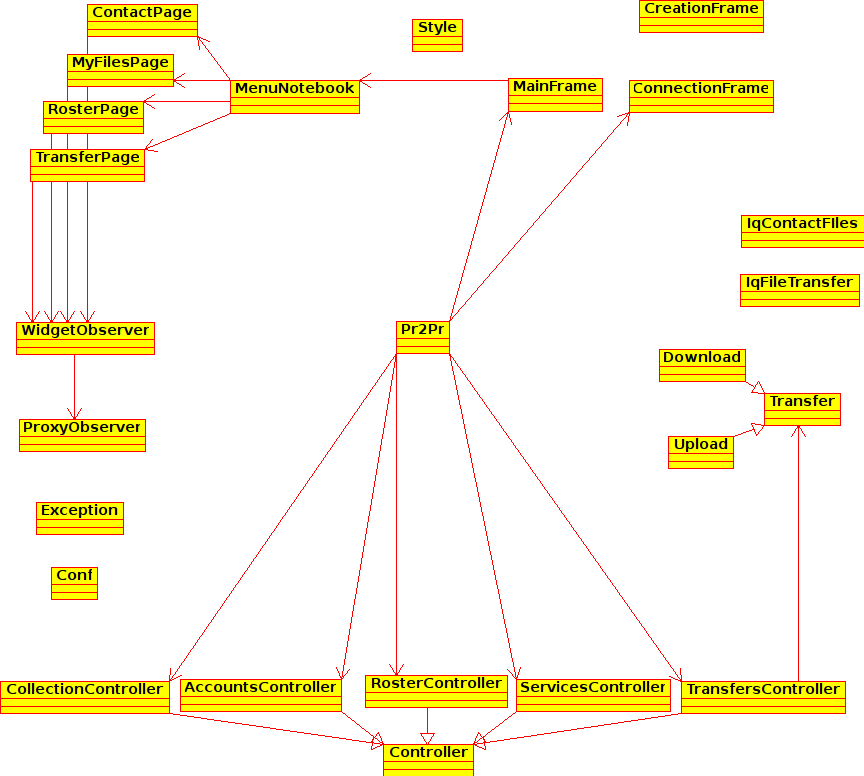 ContactPage
CreationFrame
Style
MyFilesPage
MenuNotebook
MainFrame
ConnectionFrame
RosterPage
TransferPage
IqContactFIles
IqFileTransfer
WidgetObserver
Pr2Pr
Download
Transfer
ProxyObserver
Upload
Exception
Conf
CollectionController
AccountsController
RosterController
ServicesController
TransfersController
Controller